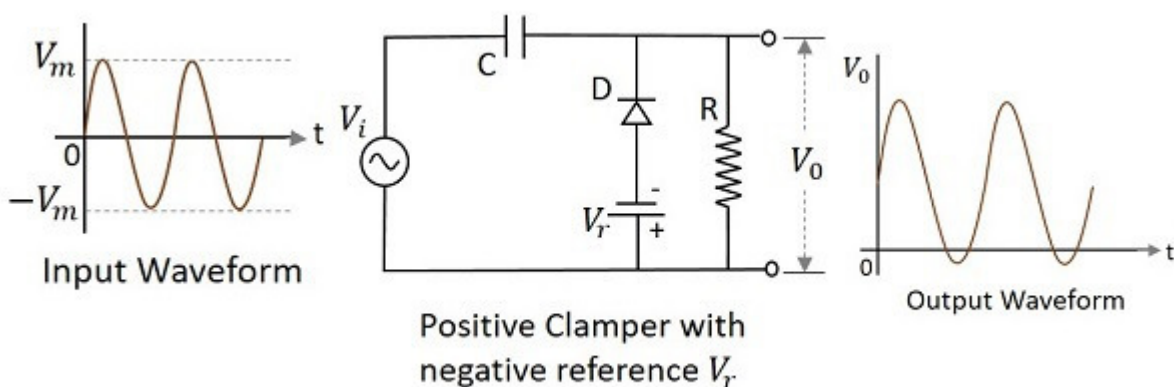 V_m
0
t
−V_m
Input Waveform
C
V_i
D
R
-
V_r
+
V_0
Positive Clamper with
negative reference V_r
V_0
0
t
Output Waveform